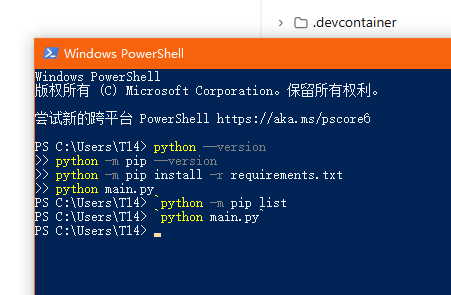 .devcontainer
Windows PowerShell
Windows PowerShell
版权所有 (C) Microsoft Corporation。保留所有权利。
尝试新的跨平台 PowerShell https://aka.ms/pscore6
PS C:\Users\T14> python --version
>> python -m pip --version
>> python -m pip install -r requirements.txt
>> python main.py`
PS C:\Users\T14> `python -m pip list
PS C:\Users\T14> `python main.py`
PS C:\Users\T14>